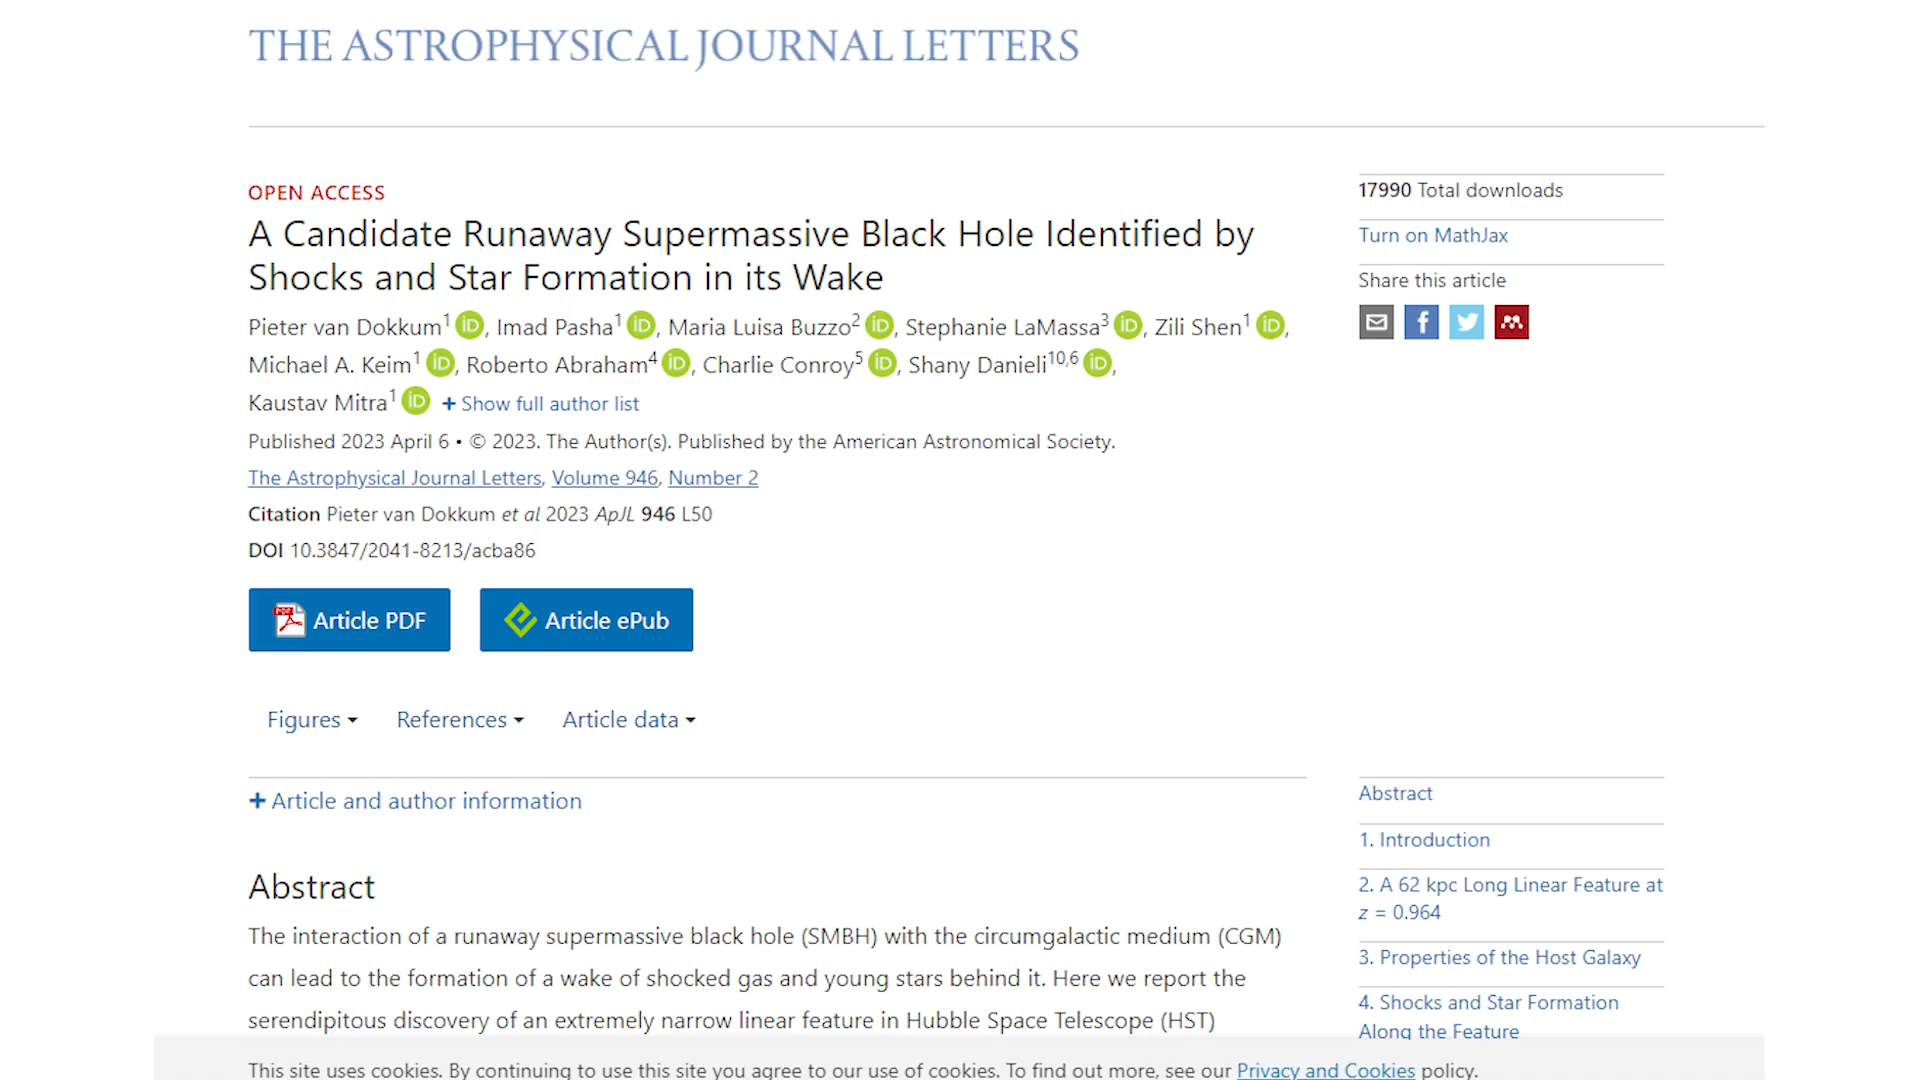 THE ASTROPHYSICAL JOURNAL LETTERS
OPEN ACCESS
A Candidate Runaway Supermassive Black Hole Identified by
Shocks and Star Formation in its Wake
Pieter van Dokkum1 iD, Imad Pasha1 iD, Maria Luisa Buzzo2 iD, Stephanie LaMassa3 iD, Zili Shen1 iD,
Michael A. Keim1 iD, Roberto Abraham4 iD, Charlie Conroy5 iD, Shany Danieli10,6 iD,
Kaustav Mitra1 iD + Show full author list
Published 2023 April 6 • © 2023. The Author(s). Published by the American Astronomical Society.
The Astrophysical Journal Letters, Volume 946, Number 2
Citation Pieter van Dokkum et al 2023 ApJL 946 L50
DOI 10.3847/2041-8213/acba86
PDF Article PDF
Article ePub
Figures
References
Article data
17990 Total downloads
Turn on MathJax
Share this article
+ Article and author information
Abstract
The interaction of a runaway supermassive black hole (SMBH) with the circumgalactic medium (CGM)
can lead to the formation of a wake of shocked gas and young stars behind it. Here we report the
serendipitous discovery of an extremely narrow linear feature in Hubble Space Telescope (HST)
Abstract
1. Introduction
2. A 62 kpc Long Linear Feature at
z = 0.964
3. Properties of the Host Galaxy
4. Shocks and Star Formation
Along the Feature
This site uses cookies. By continuing to use this site you agree to our use of cookies. To find out more, see our Privacy and Cookies policy.